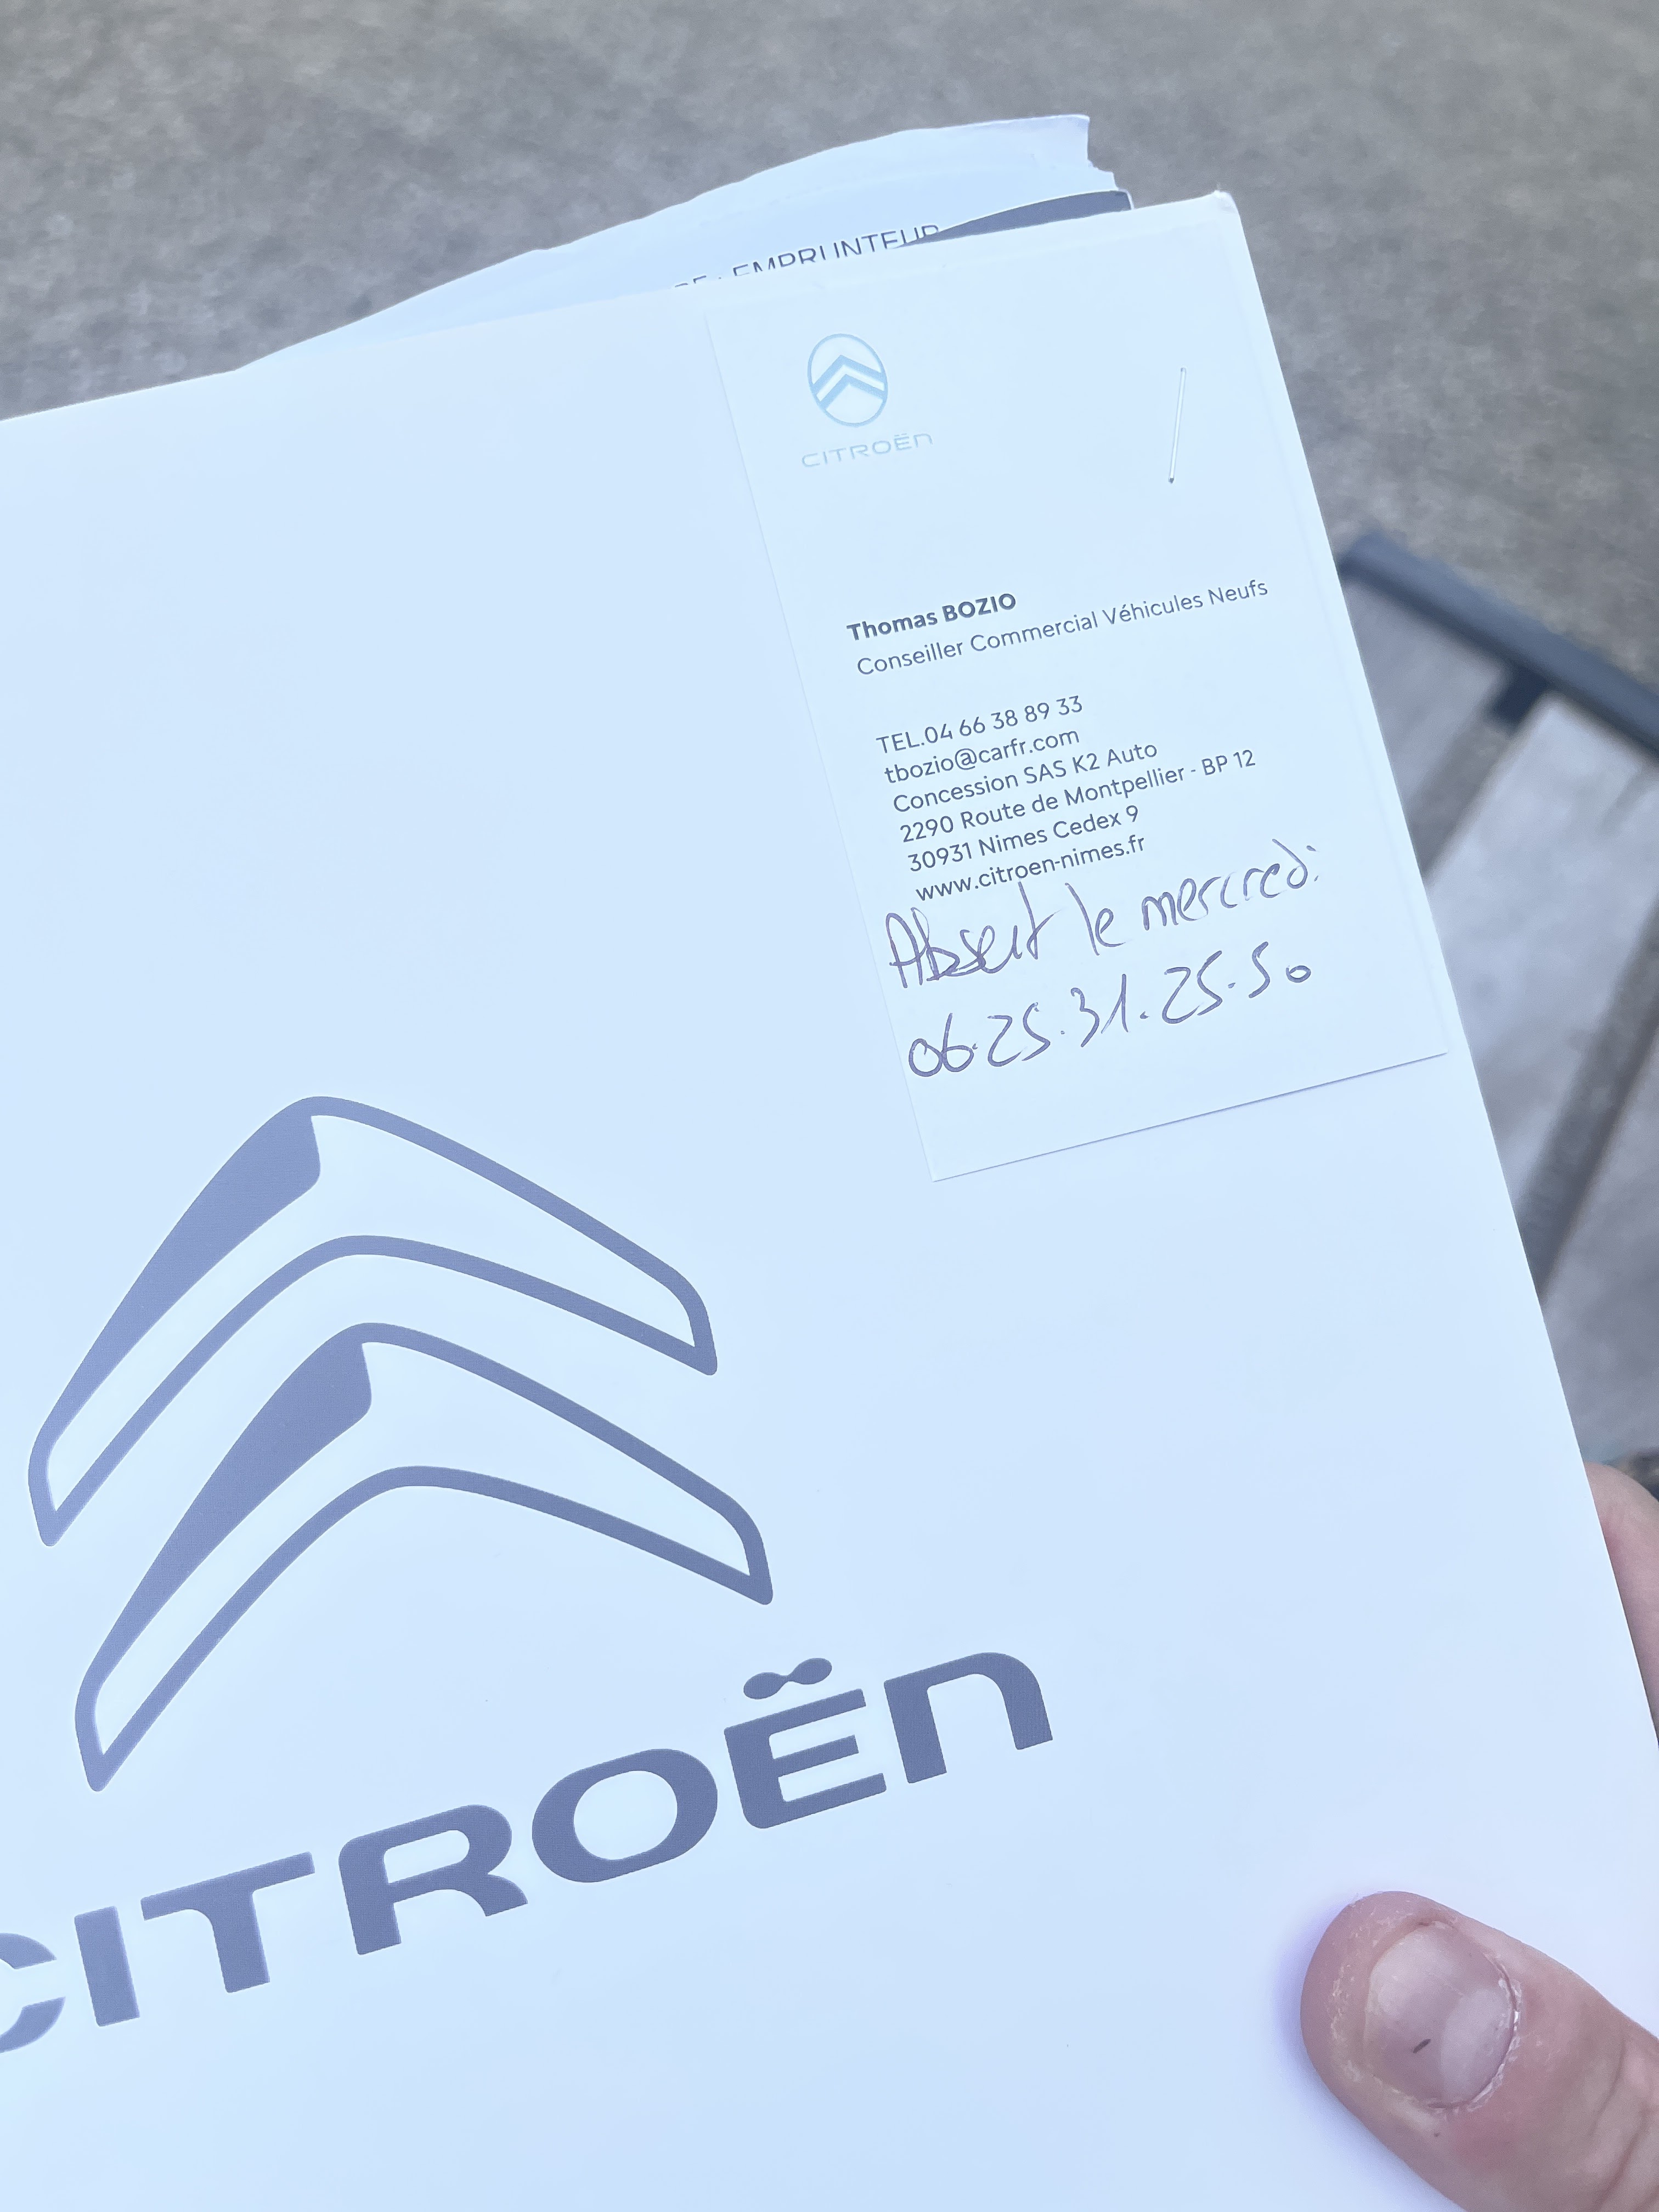 EMPRUNTEUR
CITROËN
Thomas BOZIO
Conseiller Commercial Véhicules Neufs
TEL.04 66 38 89 33
tbozio@carfr.com
Concession SAS K2 Auto
2290 Route de Montpellier - BP 12
30931 Nimes Cedex 9
www.citroen-nimes.fr
Absent le mercredi
06.25.31.25.50
CITROËN